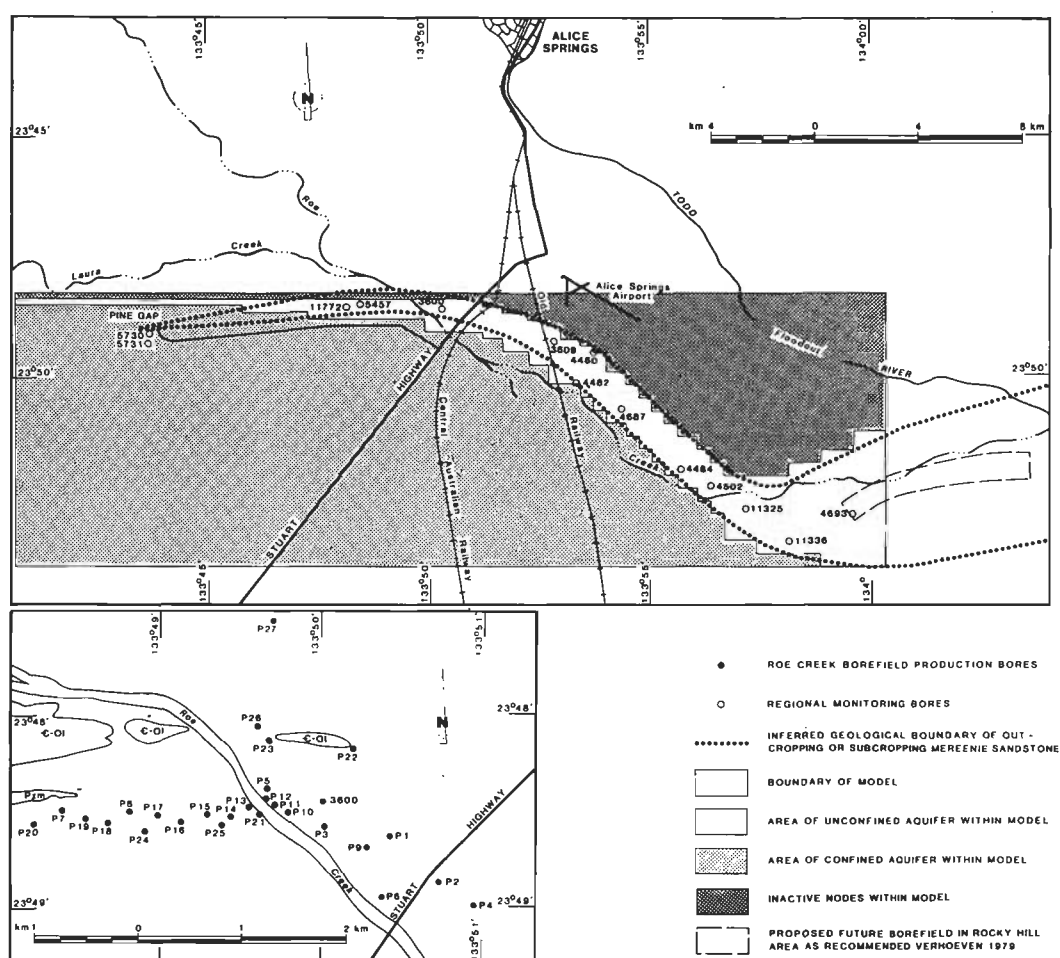 ALICE
SPRINGS
133°45'
133°50'
133°55'
134°00'
23°45'
23°45'
N
km 4 0 4 8 km
Roe
Creek
Laura
TODD
Alice Springs
Airport
Old
PINE GAP
11772
5457
3600
5730
5731
3809
4480
4482
4687
4484
4502
11325
4693
11336
Floodout
RIVER
23°50'
23°50'
HIGHWAY
STUART
Central
Australian
Railway
Railway
Creek
133°45'
133°50'
133°55'
134°
133°49'
133°50'
133°51'
P27
23°48'
23°48'
Roe
N
Є-Ol
Є-Ol
Є-Ol
P26
P23
P22
Pzm
P5
P12
P11
P10
3600
P13
P14
P15
P17
P7
P20
P19
P18
P24
P16
P25
P21
P3
P1
P9
P2
P4
HIGHWAY
STUART
Creek
23°49'
23°49'
133°51'
km 1 0 1 2 km
ROE CREEK BOREFIELD PRODUCTION BORES
REGIONAL MONITORING BORES
INFERRED GEOLOGICAL BOUNDARY OF OUT-
CROPPING OR SUBCROPPING MEREENIE SANDSTONE
BOUNDARY OF MODEL
AREA OF UNCONFINED AQUIFER WITHIN MODEL
AREA OF CONFINED AQUIFER WITHIN MODEL
INACTIVE NODES WITHIN MODEL
PROPOSED FUTURE BOREFIELD IN ROCKY HILL
AREA AS RECOMMENDED VERHOEVEN 1979